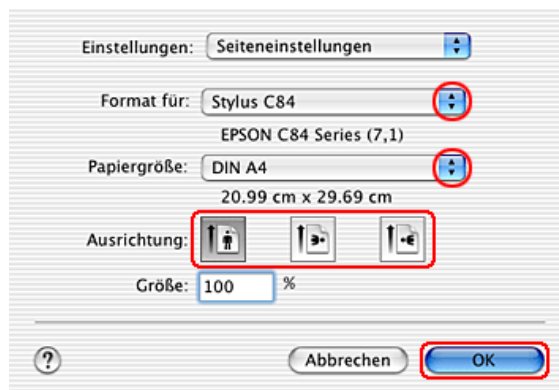 Einstellungen: Seiteneinstellungen
Format für: Stylus C84
EPSON C84 Series (7,1)
Papiergröße: DIN A4
20.99 cm x 29.69 cm
Ausrichtung:
Größe: 100 %
? Abbrechen OK